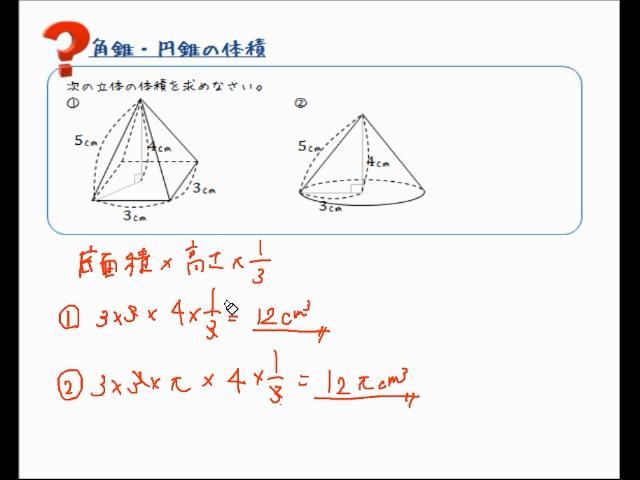 ?
角錐・円錐の体積
次の立体の体積を求めなさい。
① ②
5cm 4cm 5cm 4cm
3cm 3cm
3cm
底面積 × 高さ × 1/3
① 3×3 × 4 × 1/3 = 12cm³
② 3×3×π × 4 × 1/3 = 12πcm³